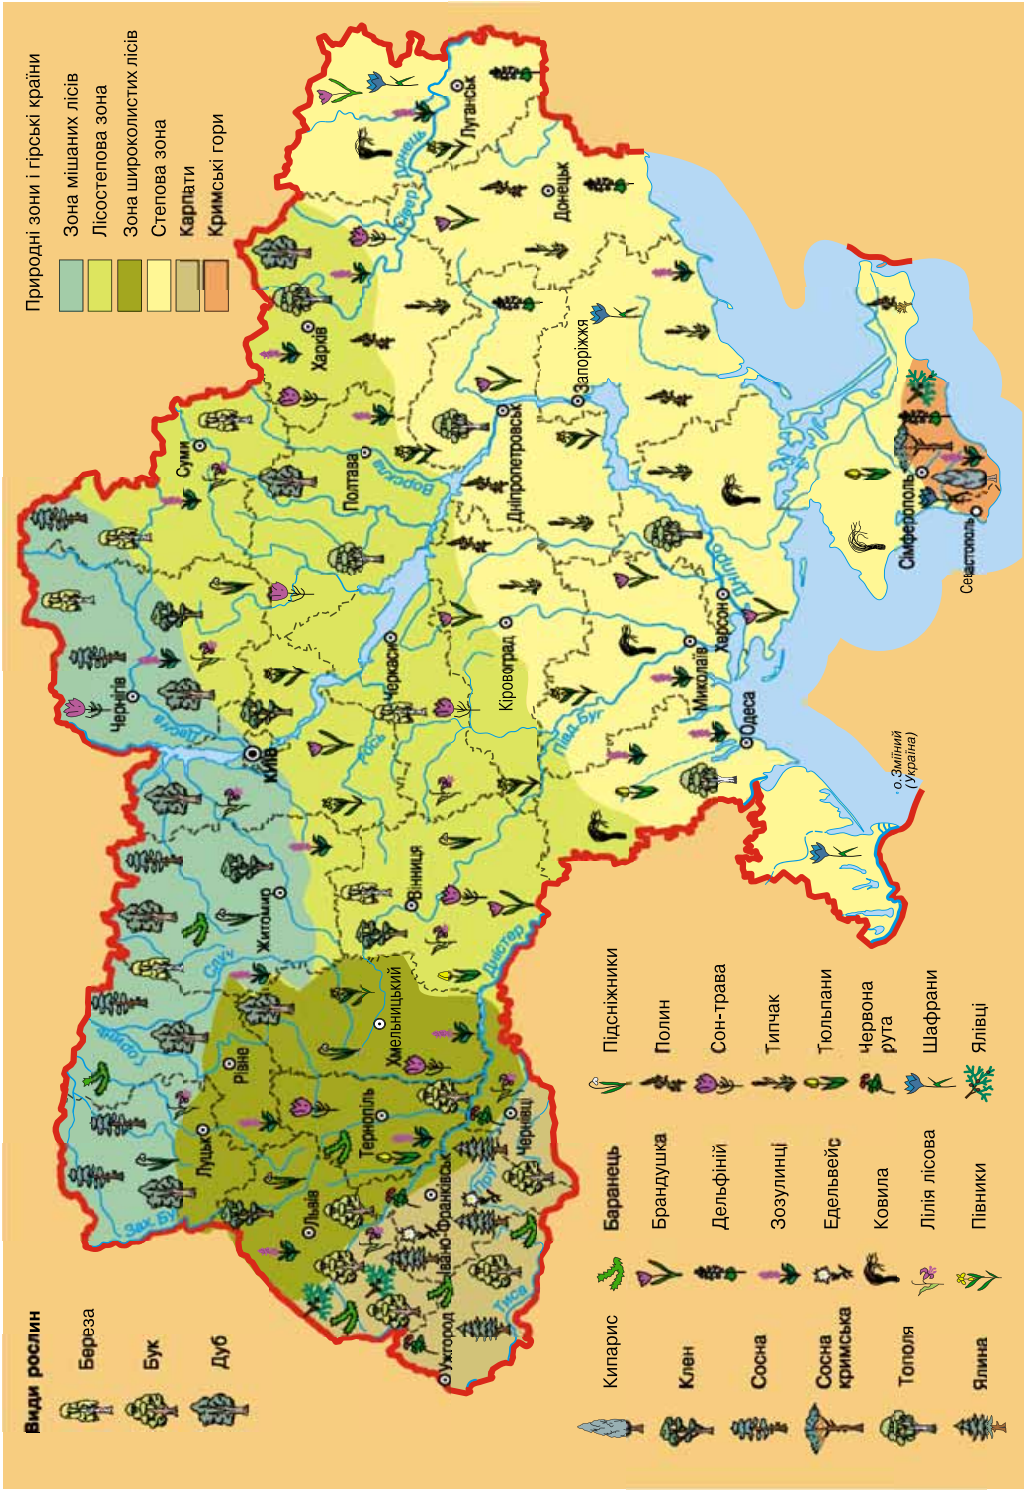 Природні зони і гірські країни
Зона мішаних лісів
Лісостепова зона
Зона широколистих лісів
Степова зона
Карпати
Кримські гори
Види рослин
Береза
Бук
Дуб
Кипарис
Клен
Сосна
Сосна
кримська
Тополя
Ялина
Баранець
Брандушка
Дельфіній
Зозулинці
Едельвейс
Ковила
Лілія лісова
Півники
Підсніжники
Полин
Сон-трава
Типчак
Тюльпани
Червона
рута
Шафрани
Ялівці
Луцьк
Рівне
Житомир
КИЇВ
Чернігів
Суми
Харків
Полтава
Луганськ
Донецьк
Запоріжжя
Дніпропетровськ
Черкаси
Кіровоград
Вінниця
Хмельницький
Тернопіль
Львів
Івано-Франківськ
Ужгород
Чернівці
Одеса
Миколаїв
Херсон
Сімферополь
Севастополь
о. Зміїний
(Україна)
Зах. Буг
Горинь
Случ
Десна
Рось
Ворскла
Сівер. Донець
Дніпро
Півд. Буг
Дністер
Прут
Тиса